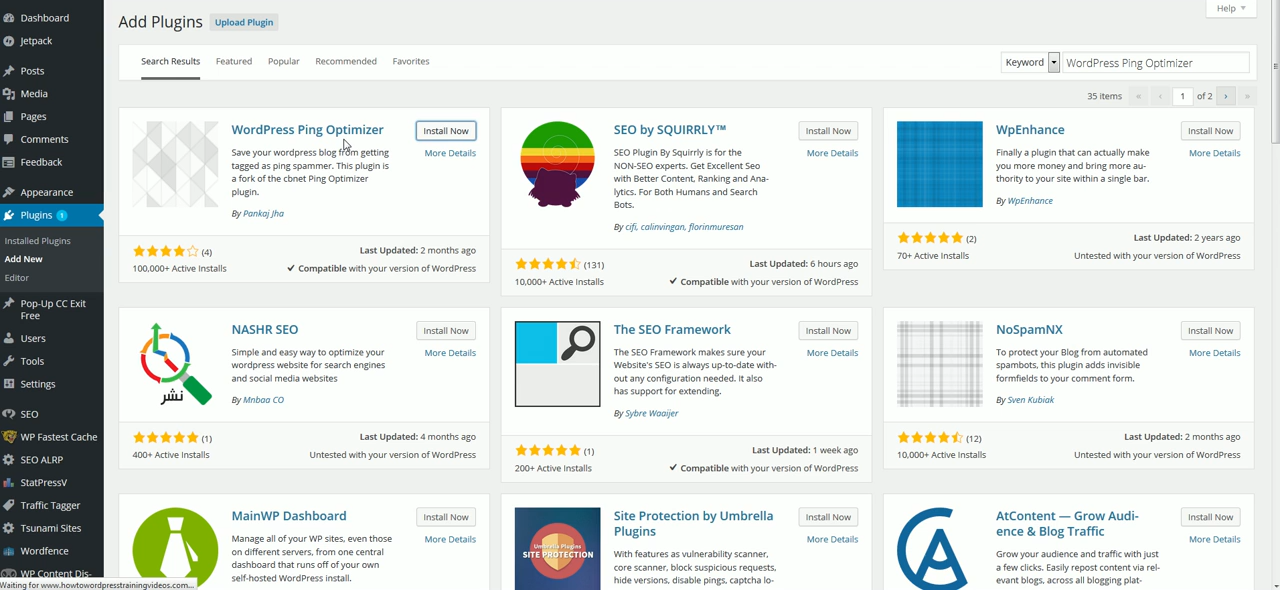 Dashboard
Jetpack
Posts
Media
Pages
Comments
Feedback
Appearance
Plugins 1
Installed Plugins
Add New
Editor
Pop-Up CC Exit
Free
Users
Tools
Settings
SEO
WP Fastest Cache
SEO ALRP
StatPressV
Traffic Tagger
Tsunami Sites
Wordfence
WP Content Dis-
Waiting for www.howtowordpresstrainingvideos.com...
Add Plugins Upload Plugin
Help
Search Results Featured Popular Recommended Favorites
Keyword WordPress Ping Optimizer
35 items « ‹ 1 of 2 › »
WordPress Ping Optimizer
Install Now
More Details
Save your wordpress blog from getting
tagged as ping spammer. This plugin is
a fork of the cbnet Ping Optimizer
plugin.
By Pankaj Jha
(4)
Last Updated: 2 months ago
100,000+ Active Installs
✔ Compatible with your version of WordPress
SEO by SQUIRRLY™
Install Now
More Details
SEO Plugin By Squirrly is for the
NON-SEO experts. Get Excellent Seo
with Better Content, Ranking and Ana-
lytics. For Both Humans and Search
Bots.
By cifi, calinvingan, florinmuresan
(131)
Last Updated: 6 hours ago
10,000+ Active Installs
✔ Compatible with your version of WordPress
WpEnhance
Install Now
More Details
Finally a plugin that can actually make
you more money and bring more au-
thority to your site within a single bar.
By WpEnhance
(2)
Last Updated: 2 years ago
70+ Active Installs
Untested with your version of WordPress
نشر
NASHR SEO
Install Now
More Details
Simple and easy way to optimize your
wordpress website for search engines
and social media websites
By Mnbaa CO
(1)
Last Updated: 4 months ago
400+ Active Installs
Untested with your version of WordPress
The SEO Framework
Install Now
More Details
The SEO Framework makes sure your
Website's SEO is always up-to-date with-
out any configuration needed. It also
has support for extending.
By Sybre Waaijer
(1)
Last Updated: 1 week ago
200+ Active Installs
✔ Compatible with your version of WordPress
NoSpamNX
Install Now
More Details
To protect your Blog from automated
spambots, this plugin adds invisible
formfields to your comment form.
By Sven Kubiak
(12)
Last Updated: 2 months ago
10,000+ Active Installs
Untested with your version of WordPress
MainWP Dashboard
Install Now
More Details
Manage all of your WP sites, even those
on different servers, from one central
dashboard that runs off of your own
self-hosted WordPress install.
Umbrella Plugins
SITE PROTECTION
Site Protection by Umbrella
Plugins
Install Now
More Details
With features as vulnerability scanner,
core scanner, block suspicious requests,
hide versions, disable pings, captcha lo-
AtContent — Grow Audi-
ence & Blog Traffic
Install Now
More Details
Grow your audience and traffic with just
a few clicks. Easily repost content via rel-
evant blogs, across all blogging plat-